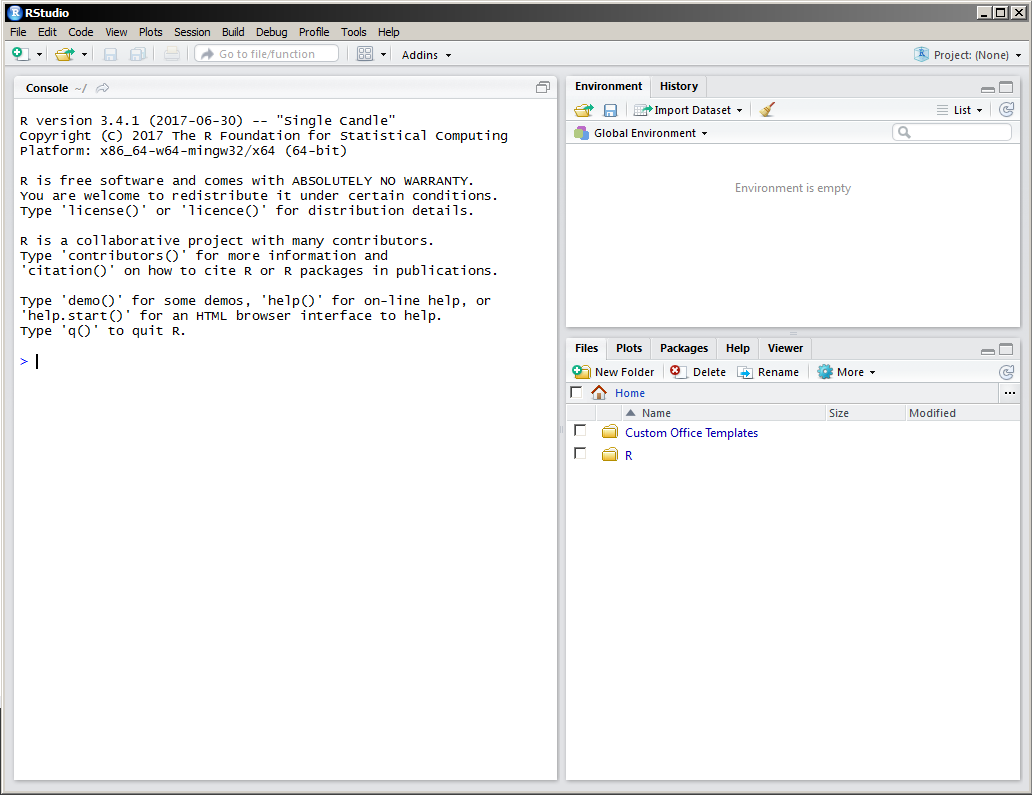 RStudio
File Edit Code View Plots Session Build Debug Profile Tools Help
Go to file/function Addins Project: (None)
Console ~/
R version 3.4.1 (2017-06-30) -- "Single Candle"
Copyright (C) 2017 The R Foundation for Statistical Computing
Platform: x86_64-w64-mingw32/x64 (64-bit)
R is free software and comes with ABSOLUTELY NO WARRANTY.
You are welcome to redistribute it under certain conditions.
Type 'license()' or 'licence()' for distribution details.
R is a collaborative project with many contributors.
Type 'contributors()' for more information and
'citation()' on how to cite R or R packages in publications.
Type 'demo()' for some demos, 'help()' for on-line help, or
'help.start()' for an HTML browser interface to help.
Type 'q()' to quit R.
>
Environment History
Import Dataset List
Global Environment
Environment is empty
Files Plots Packages Help Viewer
New Folder Delete Rename More
Home ...
Name Size Modified
Custom Office Templates
R